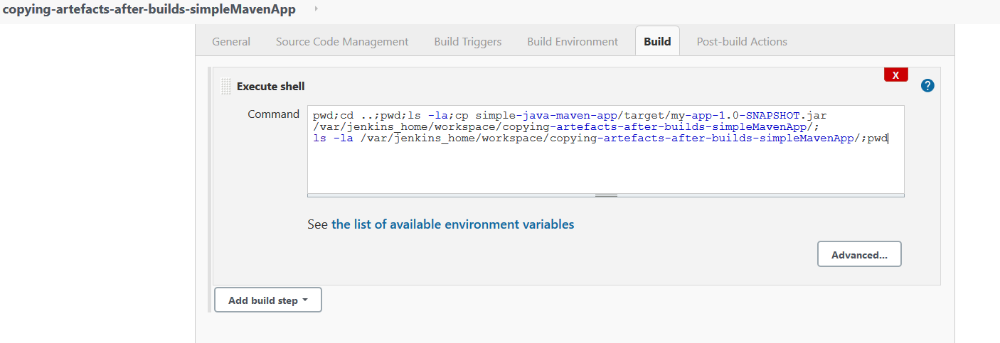 copying-artefacts-after-builds-simpleMavenApp
General Source Code Management Build Triggers Build Environment Build Post-build Actions
X
Execute shell ?
Command
pwd;cd ..;pwd;ls -la;cp simple-java-maven-app/target/my-app-1.0-SNAPSHOT.jar
/var/jenkins_home/workspace/copying-artefacts-after-builds-simpleMavenApp/;
ls -la /var/jenkins_home/workspace/copying-artefacts-after-builds-simpleMavenApp/;pwd
See the list of available environment variables
Advanced...
Add build step